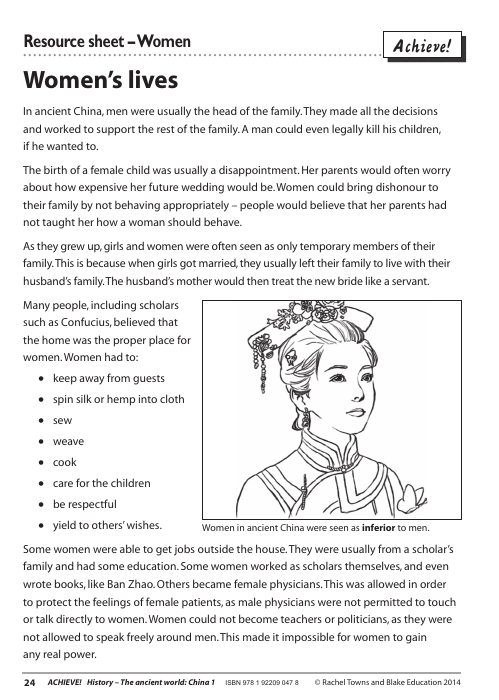 Resource sheet – Women
Achieve!
Women's lives
In ancient China, men were usually the head of the family. They made all the decisions
and worked to support the rest of the family. A man could even legally kill his children,
if he wanted to.
The birth of a female child was usually a disappointment. Her parents would often worry
about how expensive her future wedding would be. Women could bring dishonour to
their family by not behaving appropriately – people would believe that her parents had
not taught her how a woman should behave.
As they grew up, girls and women were often seen as only temporary members of their
family. This is because when girls got married, they usually left their family to live with their
husband's family. The husband's mother would then treat the new bride like a servant.
Many people, including scholars
such as Confucius, believed that
the home was the proper place for
women. Women had to:
• keep away from guests
• spin silk or hemp into cloth
• sew
• weave
• cook
• care for the children
• be respectful
• yield to others' wishes.
Women in ancient China were seen as inferior to men.
Some women were able to get jobs outside the house. They were usually from a scholar's
family and had some education. Some women worked as scholars themselves, and even
wrote books, like Ban Zhao. Others became female physicians. This was allowed in order
to protect the feelings of female patients, as male physicians were not permitted to touch
or talk directly to women. Women could not become teachers or politicians, as they were
not allowed to speak freely around men. This made it impossible for women to gain
any real power.
24 ACHIEVE! History – The ancient world: China 1 ISBN 978 1 92209 047 8 © Rachel Towns and Blake Education 2014